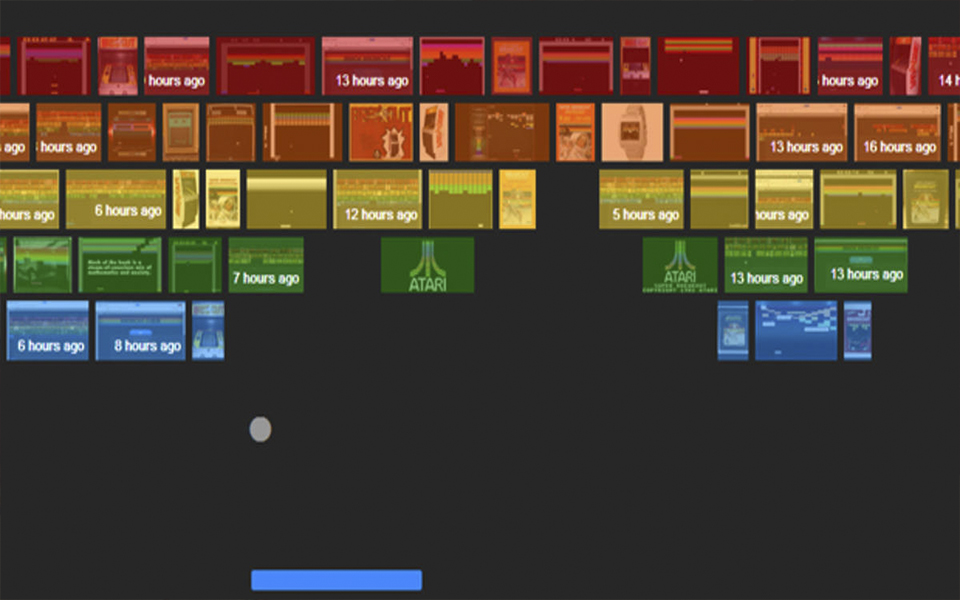 hours ago
13 hours ago
hours ago
14 h
s ago
hours ago
13 hours ago
16 hours ago
hours ago
6 hours ago
12 hours ago
5 hours ago
hours ago
7 hours ago
ATARI
ATARI
13 hours ago
13 hours ago
6 hours ago
8 hours ago